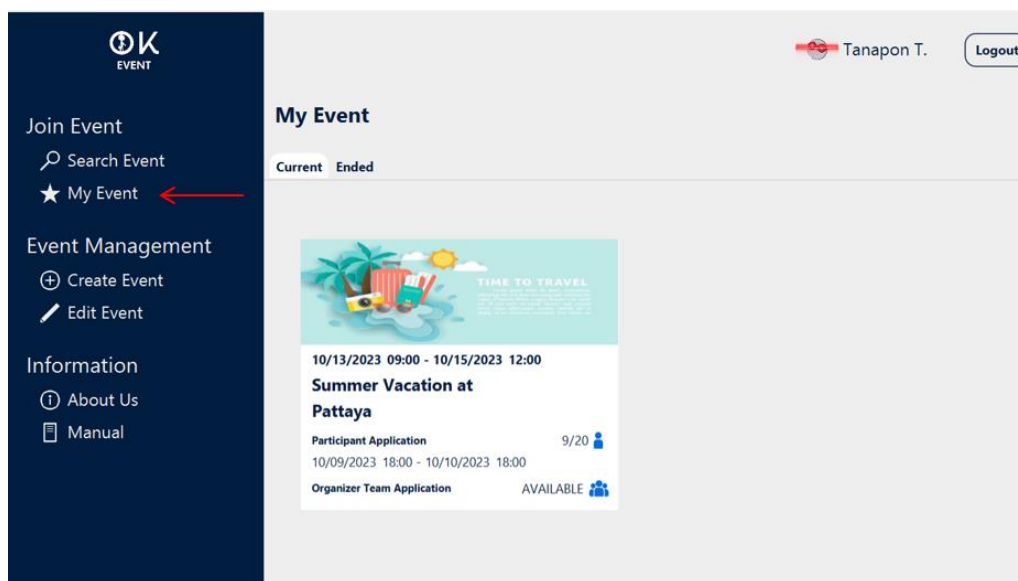 OK
EVENT
Tanapon T.
Logout
Join Event
Search Event
My Event
Event Management
Create Event
Edit Event
Information
About Us
Manual
My Event
Current Ended
TIME TO TRAVEL
10/13/2023 09:00 - 10/15/2023 12:00
Summer Vacation at
Pattaya
Participant Application 9/20
10/09/2023 18:00 - 10/10/2023 18:00
Organizer Team Application AVAILABLE